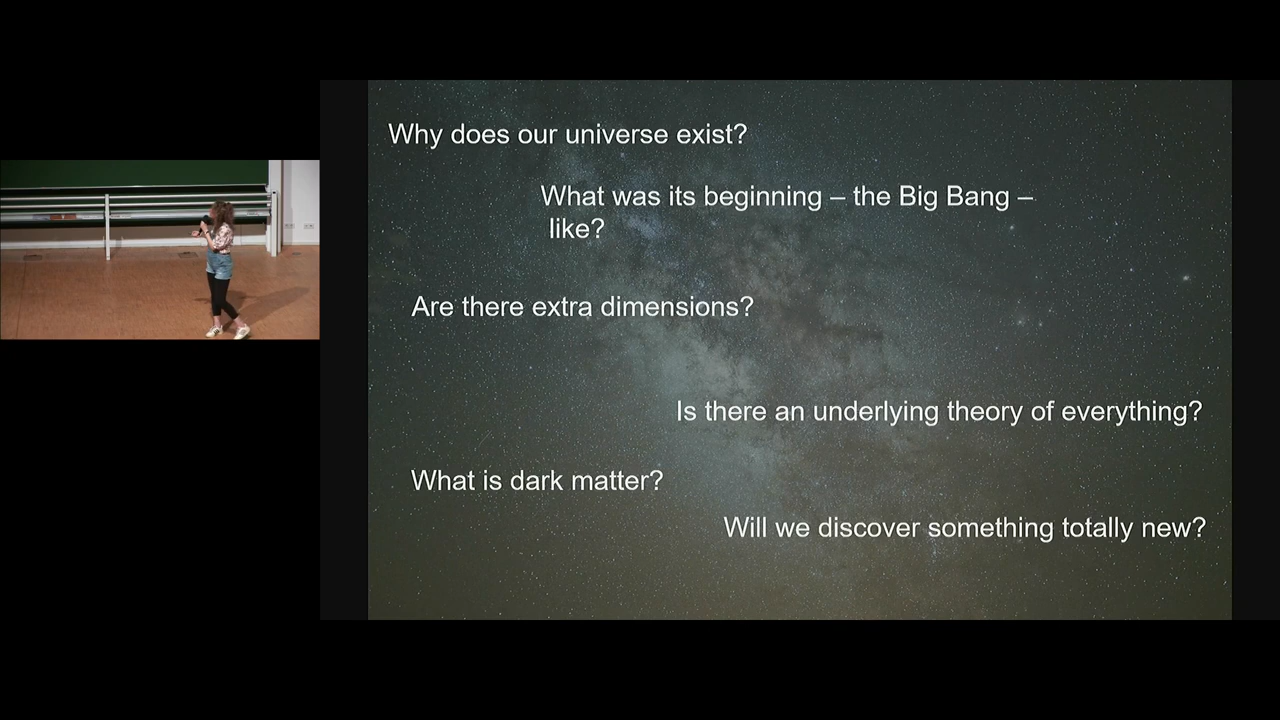 Why does our universe exist?
What was its beginning – the Big Bang –
like?
Are there extra dimensions?
Is there an underlying theory of everything?
What is dark matter?
Will we discover something totally new?